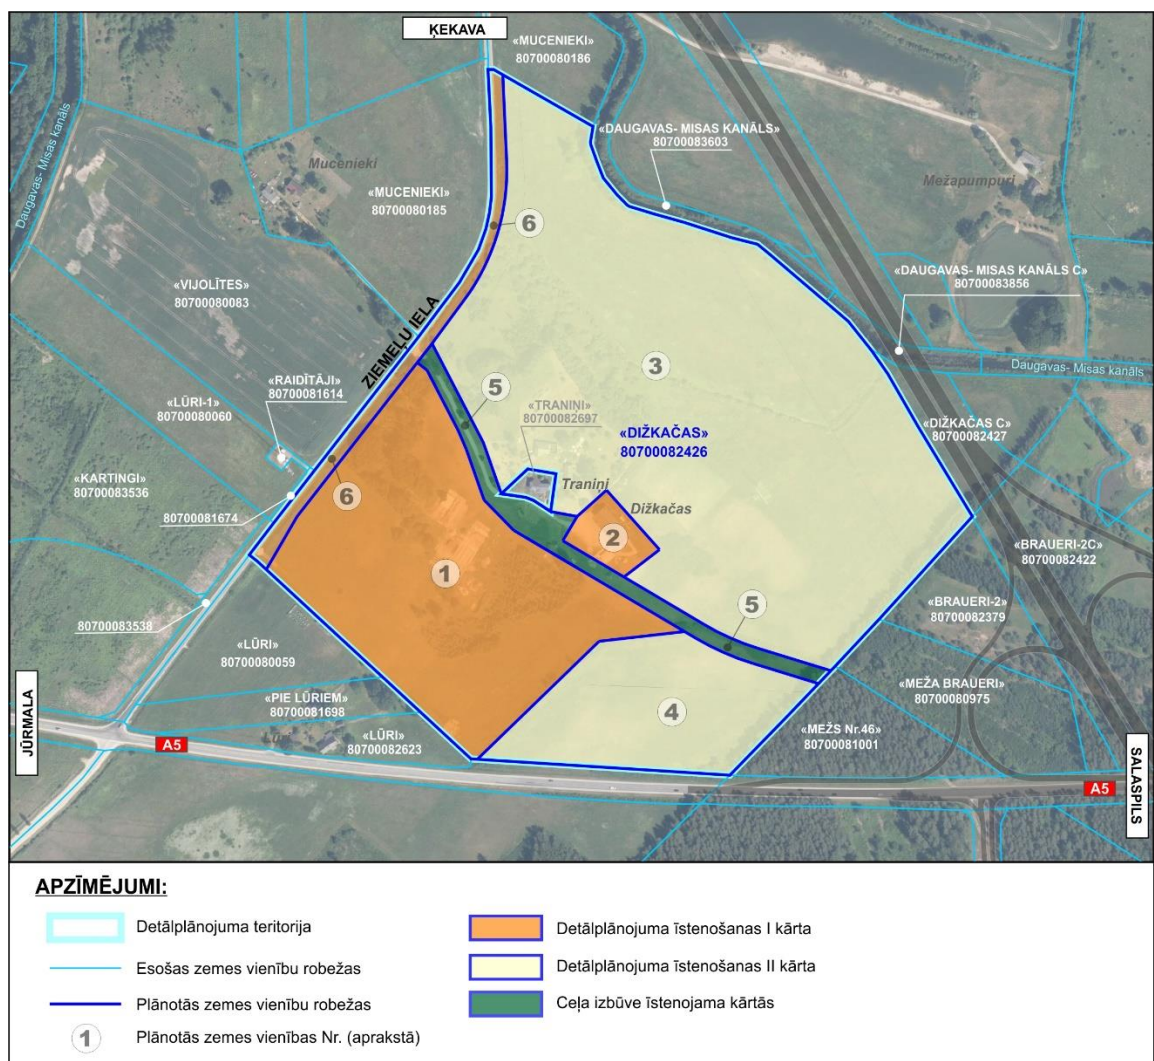 ĶEKAVA
«MUCENIEKI»
80700080186
«DAUGAVAS- MISAS KANĀLS»
80700083603
Daugavas- Misas kanāls
Mucenieki
«MUCENIEKI»
80700080185
Mežapumpuri
6
«DAUGAVAS- MISAS KANĀLS C»
80700083856
«VIJOLĪTES»
80700080083
ZIEMEĻU IELA
3
Daugavas- Misas kanāls
«RAIDĪTĀJI»
80700081614
5
«TRANIŅI»
80700082697
«LŪRI-1»
80700080060
«DIŽKAČAS»
80700082426
«DIŽKAČAS C»
80700082427
6
«KARTINGI»
80700083536
Traniņi
Dižkačas
80700081674
2
«BRAUERI-2C»
80700082422
1
5
«BRAUERI-2»
80700082379
80700083538
«LŪRI»
80700080059
«MEŽA BRAUERI»
80700080975
«PIE LŪRIEM»
80700081698
4
Lūri
«LŪRI»
80700082623
«MEŽS Nr.46»
80700081001
JŪRMALA
A5
A5
SALASPILS
APZĪMĒJUMI:
Detālplānojuma teritorija
Esošas zemes vienību robežas
Plānotās zemes vienību robežas
1
Plānotās zemes vienības Nr. (aprakstā)
Detālplānojuma īstenošanas I kārta
Detālplānojuma īstenošanas II kārta
Ceļa izbūve īstenojama kārtās